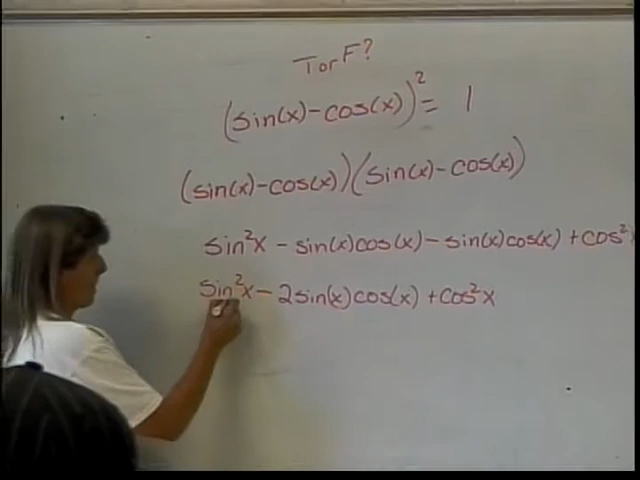 T or F?
(sin(x)-cos(x))² = 1
(sin(x)-cos(x))(sin(x)-cos(x))
sin²x - sin(x)cos(x) - sin(x)cos(x) + cos²
sin²x - 2sin(x)cos(x) + cos²x